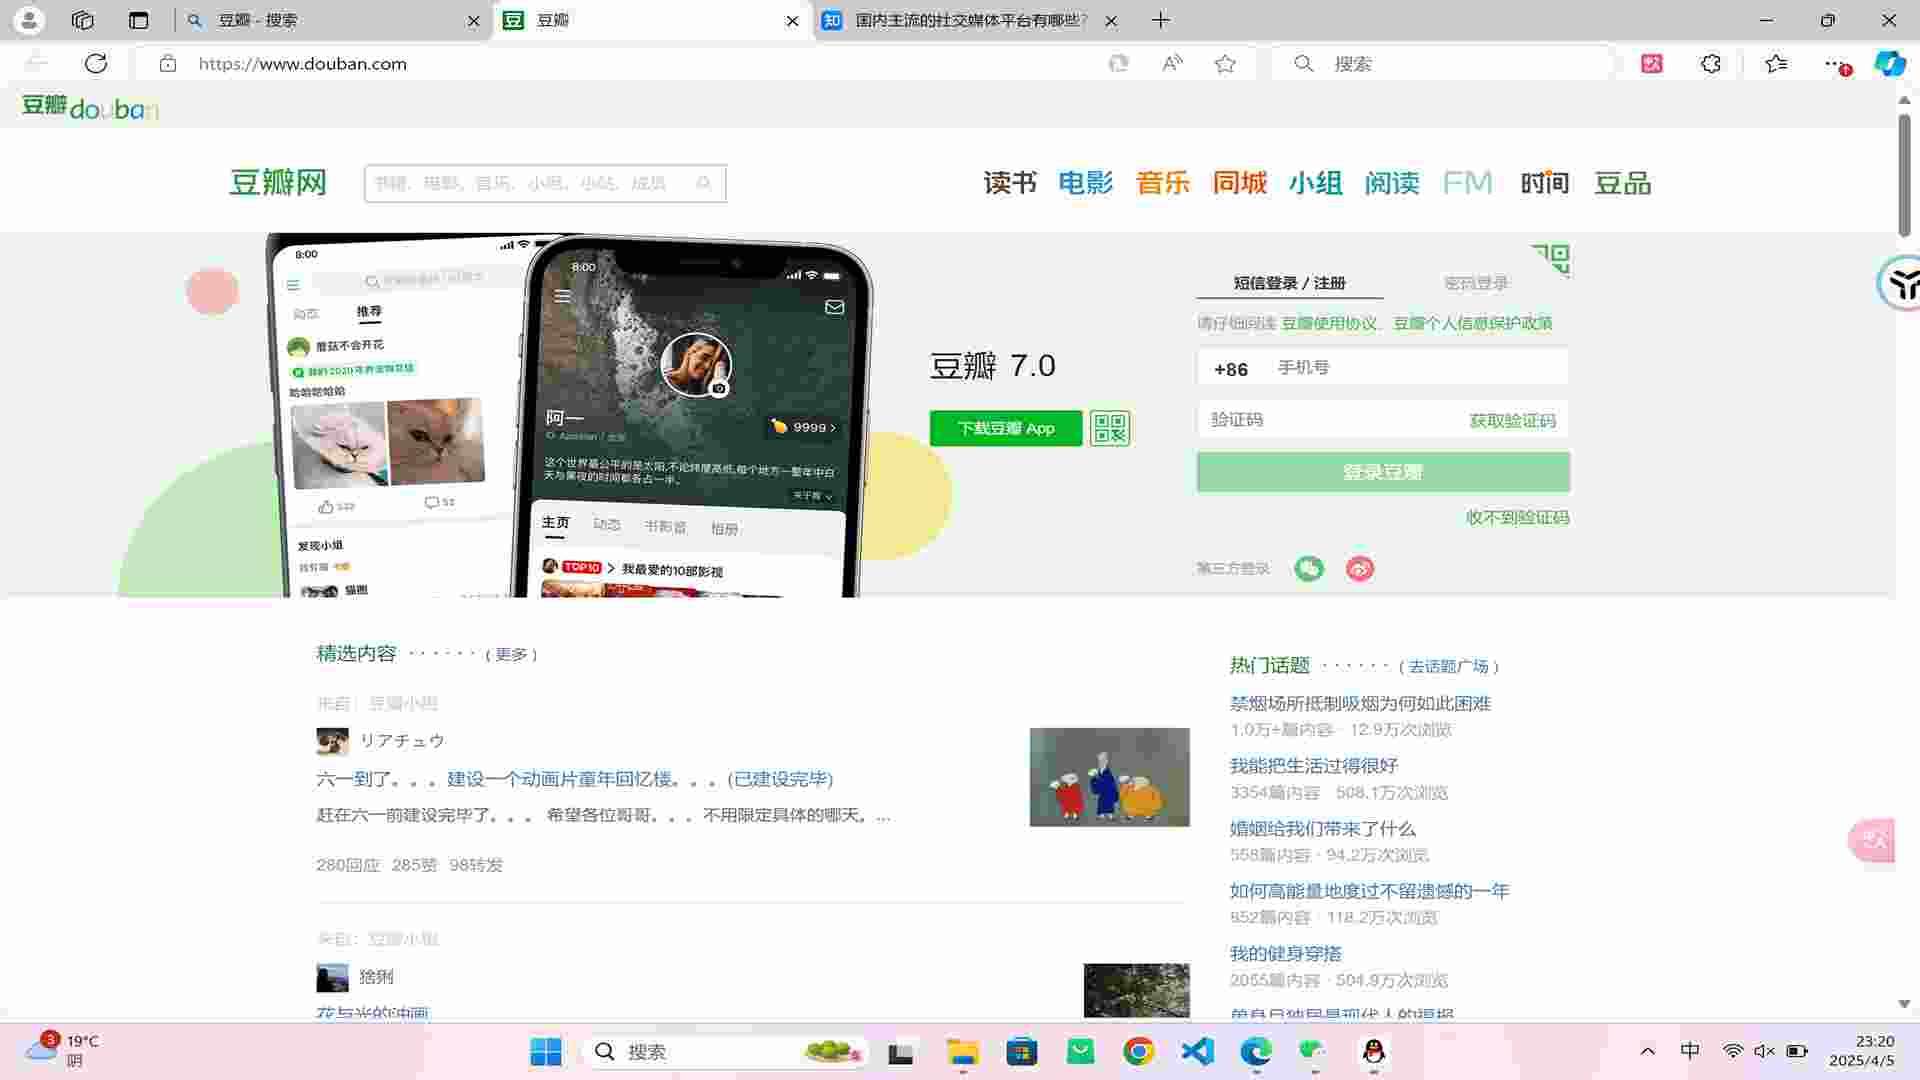 豆瓣 - 搜索
豆瓣
国内主流的社交媒体平台有哪些?
https://www.douban.com
搜索
豆瓣douban
豆瓣网
书籍、电影、音乐、小组、小站、成员
读书 电影 音乐 同城 小组 阅读 FM 时间 豆品
8:00
动态 推荐
蘑菇不会开花
哈哈哈哈哈
发现小组
猫圈
8:00
阿一
9999
这个世界最公平的是太阳,不论纬度高低,每个地方一整年中白
天与黑夜的时间都各占一半。
主页 动态 书影音 相册
TOP10 > 我最爱的10部影视
豆瓣 7.0
下载豆瓣 App
短信登录 / 注册
密码登录
请仔细阅读 豆瓣使用协议、豆瓣个人信息保护政策
+86 手机号
验证码 获取验证码
登录豆瓣
收不到验证码
第三方登录
精选内容 · · · · · · ( 更多 )
来自：豆瓣小组
リアチュウ
六一到了。。。建设一个动画片童年回忆楼。。。(已建设完毕)
赶在六一前建设完毕了。。。 希望各位哥哥。。。不用限定具体的哪天。...
280回应 285赞 98转发
来自：豆瓣小组
猞猁
花与光的油画
热门话题 · · · · · · ( 去话题广场 )
禁烟场所抵制吸烟为何如此困难
1.0万+篇内容 · 12.9万次浏览
我能把生活过得很好
3354篇内容 · 508.1万次浏览
婚姻给我们带来了什么
558篇内容 · 94.2万次浏览
如何高能量地度过不留遗憾的一年
852篇内容 · 118.2万次浏览
我的健身穿搭
2055篇内容 · 504.9万次浏览
单身且独居是现代人的福报
3
19°C
阴
搜索
中
23:20
2025/4/5